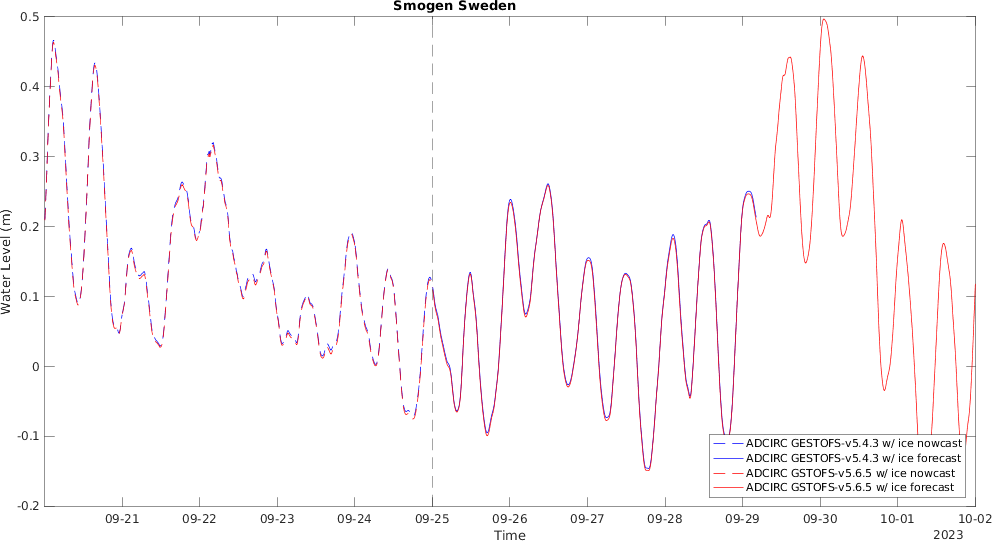 Smogen Sweden
0.5
0.4
0.3
0.2
0.1
0
-0.1
-0.2
Water Level (m)
ADCIRC GESTOFS-v5.4.3 w/ ice nowcast
ADCIRC GESTOFS-v5.4.3 w/ ice forecast
ADCIRC GSTOFS-v5.6.5 w/ ice nowcast
ADCIRC GSTOFS-v5.6.5 w/ ice forecast
09-21 09-22 09-23 09-24 09-25 09-26 09-27 09-28 09-29 09-30 10-01 10-02
Time
2023